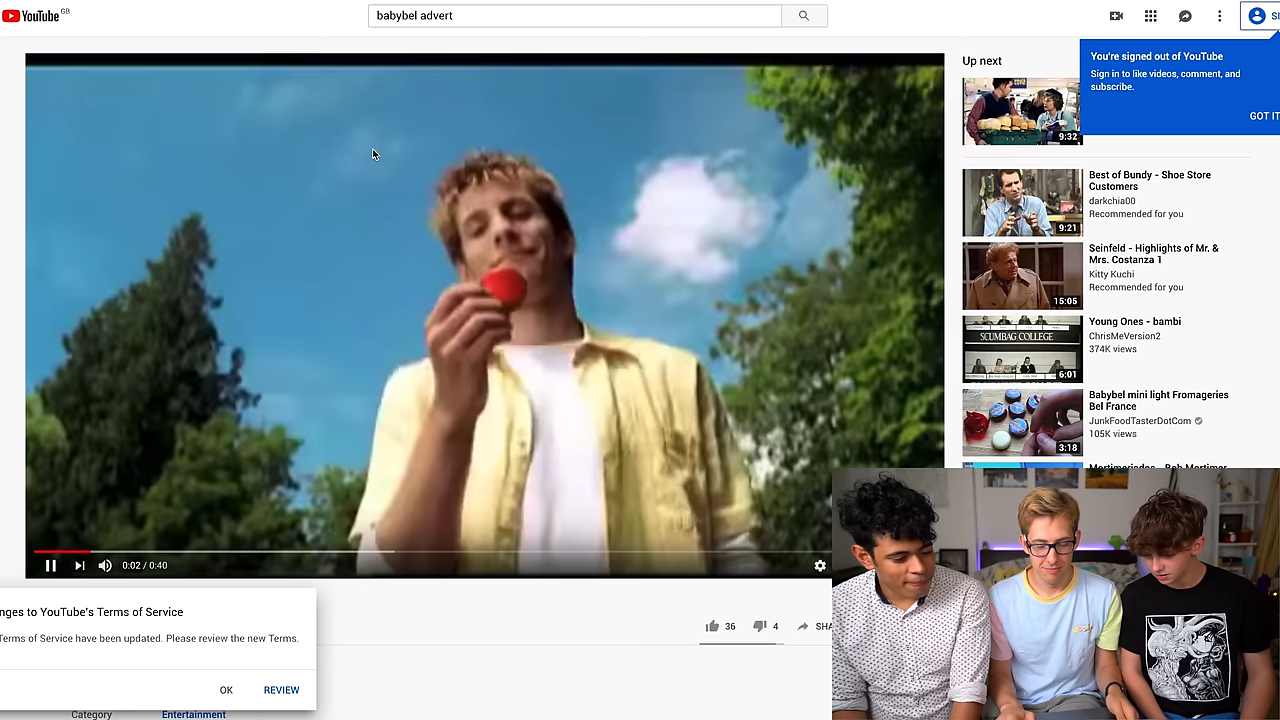 YouTube GB
babybel advert
SI
You're signed out of YouTube
Sign in to like videos, comment, and
subscribe.
GOT IT
Up next
9:32
Best of Bundy - Shoe Store
Customers
darkchia00
Recommended for you
9:21
Seinfeld - Highlights of Mr. &
Mrs. Costanza 1
Kitty Kuchi
Recommended for you
15:05
Young Ones - bambi
ChrisMeVersion2
374K views
SCUMBAG COLLEGE
6:01
Babybel mini light Fromageries
Bel France
JunkFoodTasterDotCom
105K views
3:18
0:02 / 0:40
36
4
SHA
nges to YouTube's Terms of Service
Terms of Service have been updated. Please review the new Terms.
OK
REVIEW
Category
Entertainment